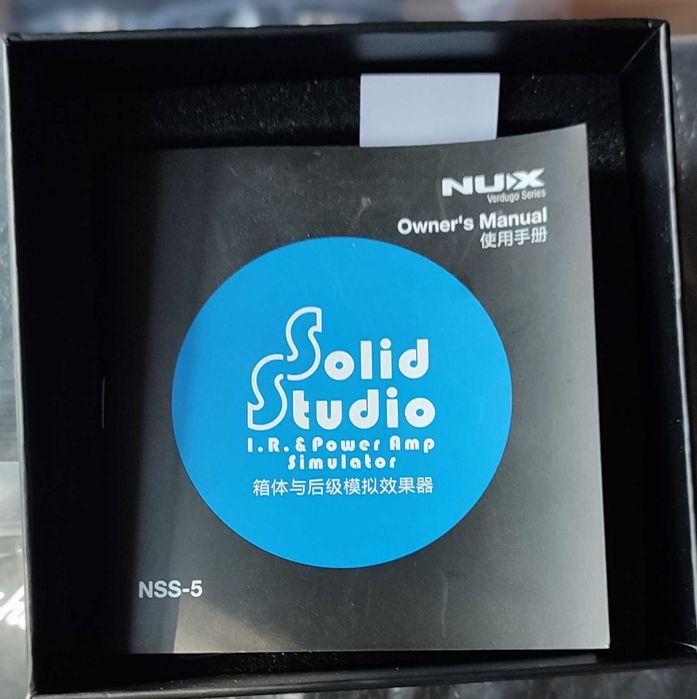 NUX
Verdugo Series
Owner's Manual
使用手册
Solid
Studio
I.R. & Power Amp
Simulator
箱体与后级模拟效果器
NSS-5